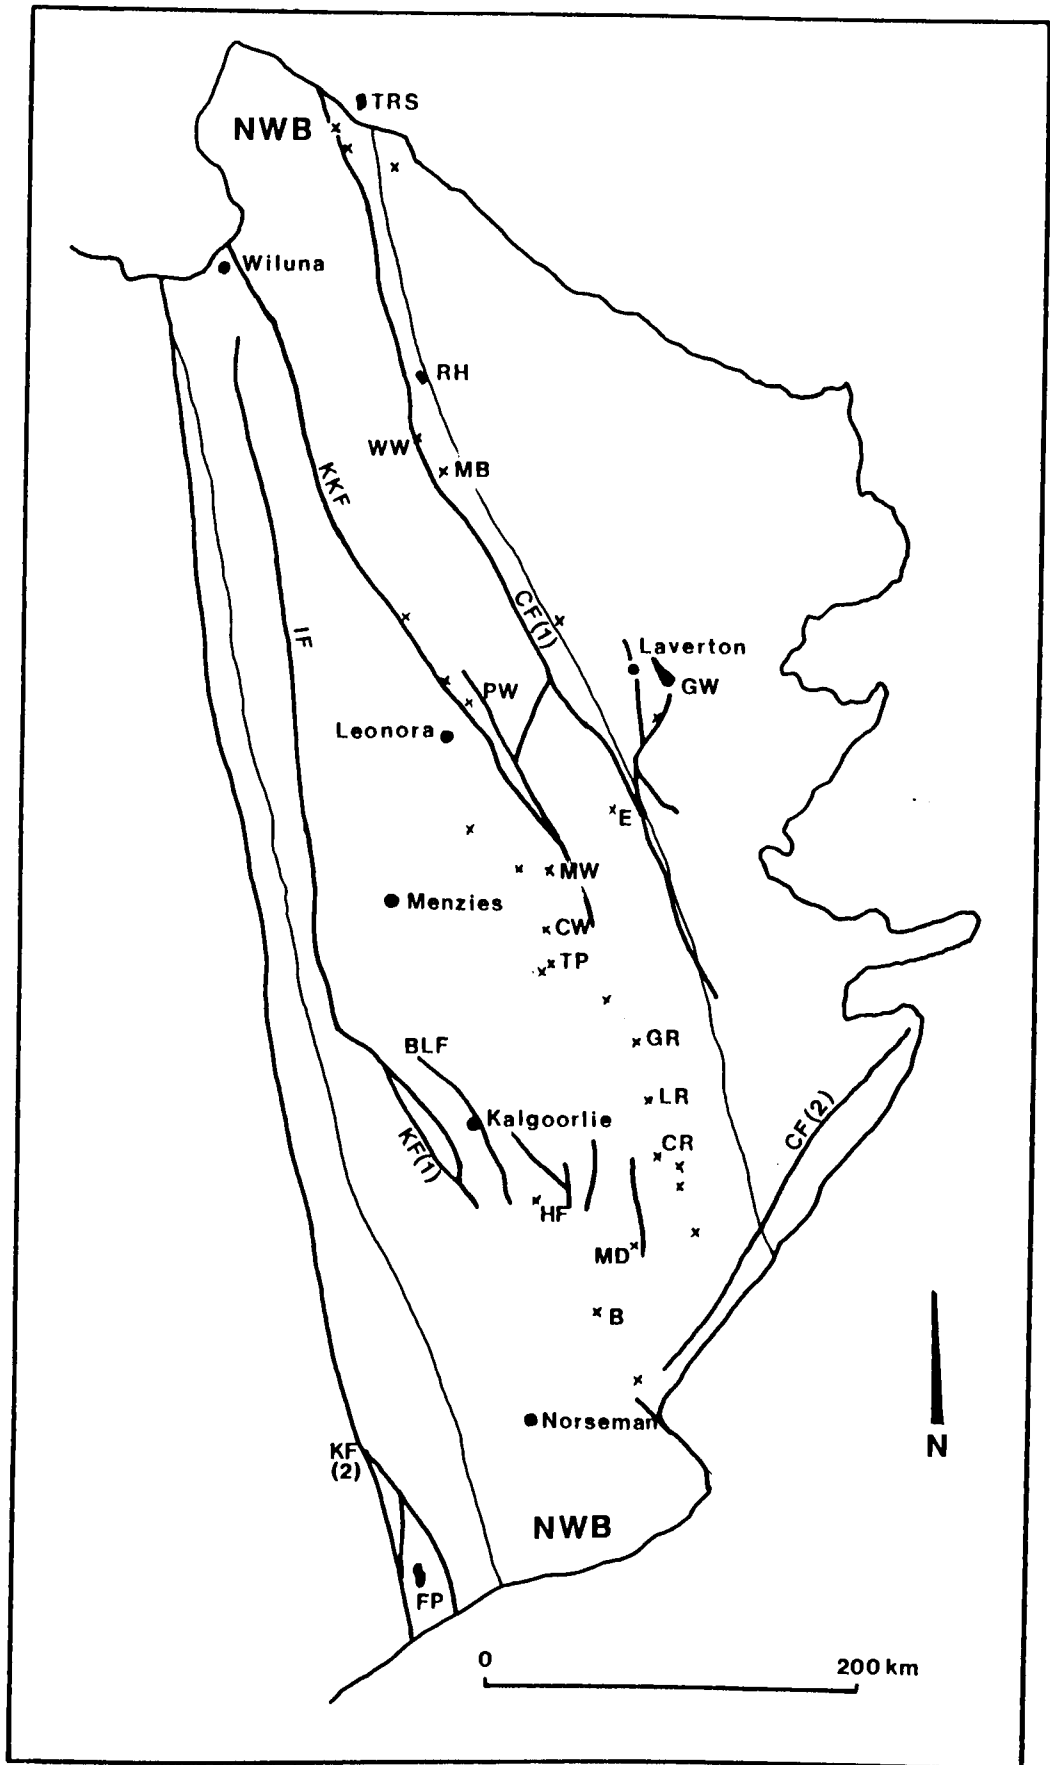 TRS
NWB
Wiluna
RH
WW
MB
KKF
CF(1)
IF
Laverton
GW
PW
Leonora
E
MW
Menzies
CW
TP
GR
BLF
LR
Kalgoorlie
CF(2)
KF(1)
CR
HF
MD
B
Norseman
N
KF
(2)
NWB
FP
0
200 km